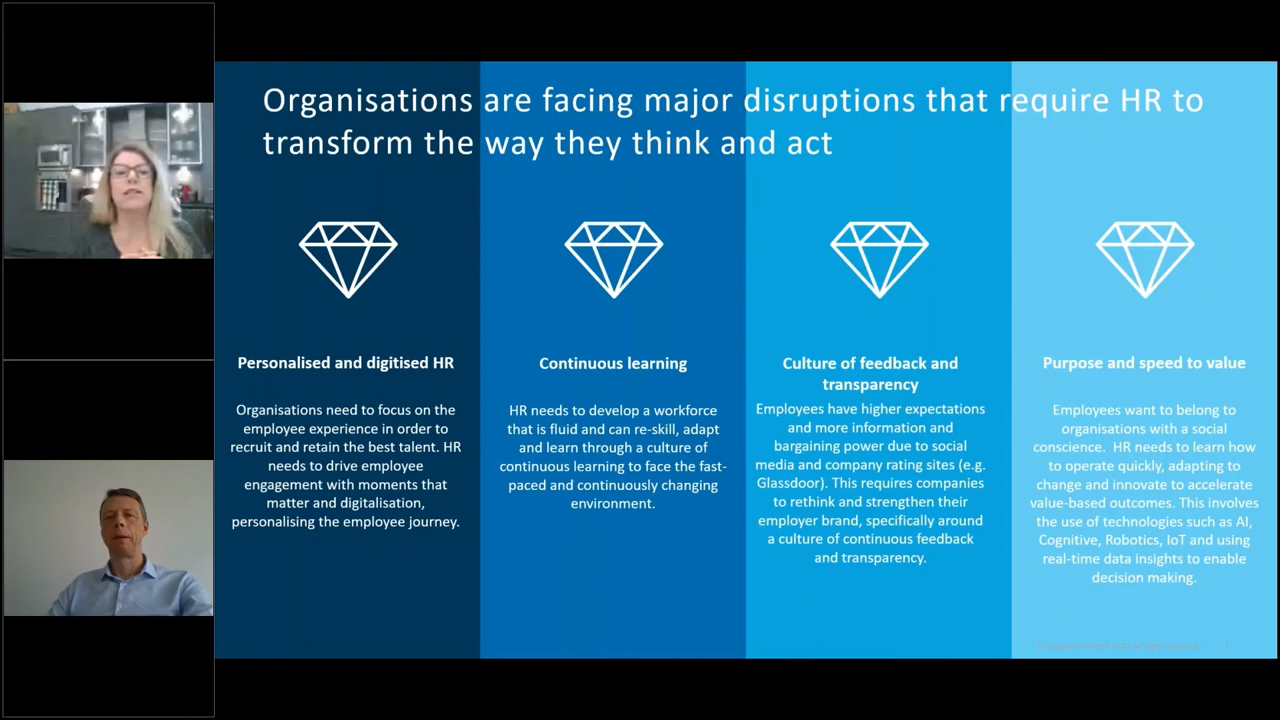 Organisations are facing major disruptions that require HR to
transform the way they think and act
Personalised and digitised HR
Organisations need to focus on the
employee experience in order to
recruit and retain the best talent. HR
needs to drive employee
engagement with moments that
matter and digitalisation,
personalising the employee journey.
Continuous learning
HR needs to develop a workforce
that is fluid and can re-skill, adapt
and learn through a culture of
continuous learning to face the fast-
paced and continuously changing
environment.
Culture of feedback and
transparency
Employees have higher expectations
and more information and
bargaining power due to social
media and company rating sites (e.g.
Glassdoor). This requires companies
to rethink and strengthen their
employer brand, specifically around
a culture of continuous feedback
and transparency.
Purpose and speed to value
Employees want to belong to
organisations with a social
conscience.  HR needs to learn how
to operate quickly, adapting to
change and innovate to accelerate
value-based outcomes. This involves
the use of technologies such as AI,
Cognitive, Robotics, IoT and using
real-time data insights to enable
decision making.